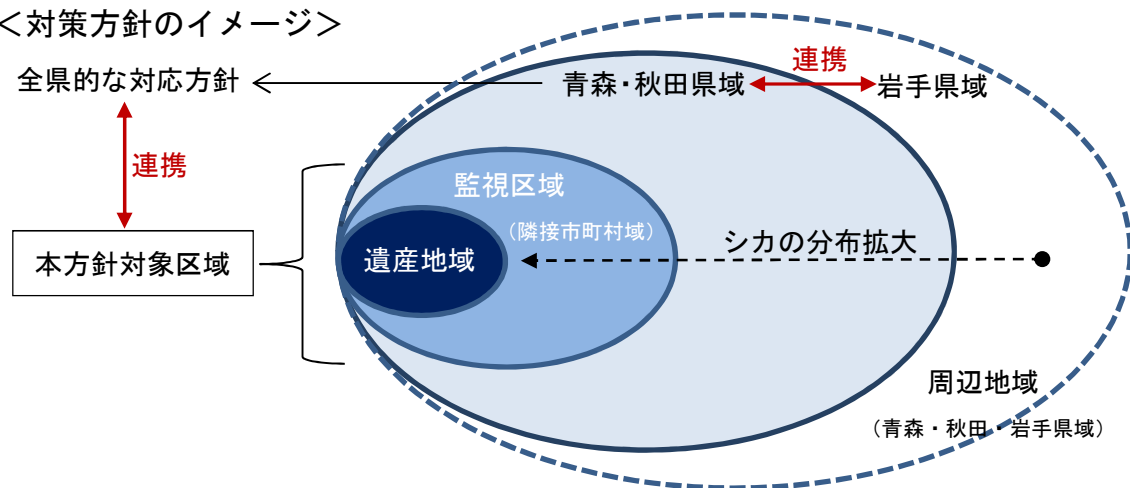 ＜対策方針のイメージ＞
全県的な対応方針
青森・秋田県域
連携
岩手県域
連携
監視区域
（隣接市町村域）
本方針対象区域
遺産地域
シカの分布拡大
周辺地域
（青森・秋田・岩手県域）